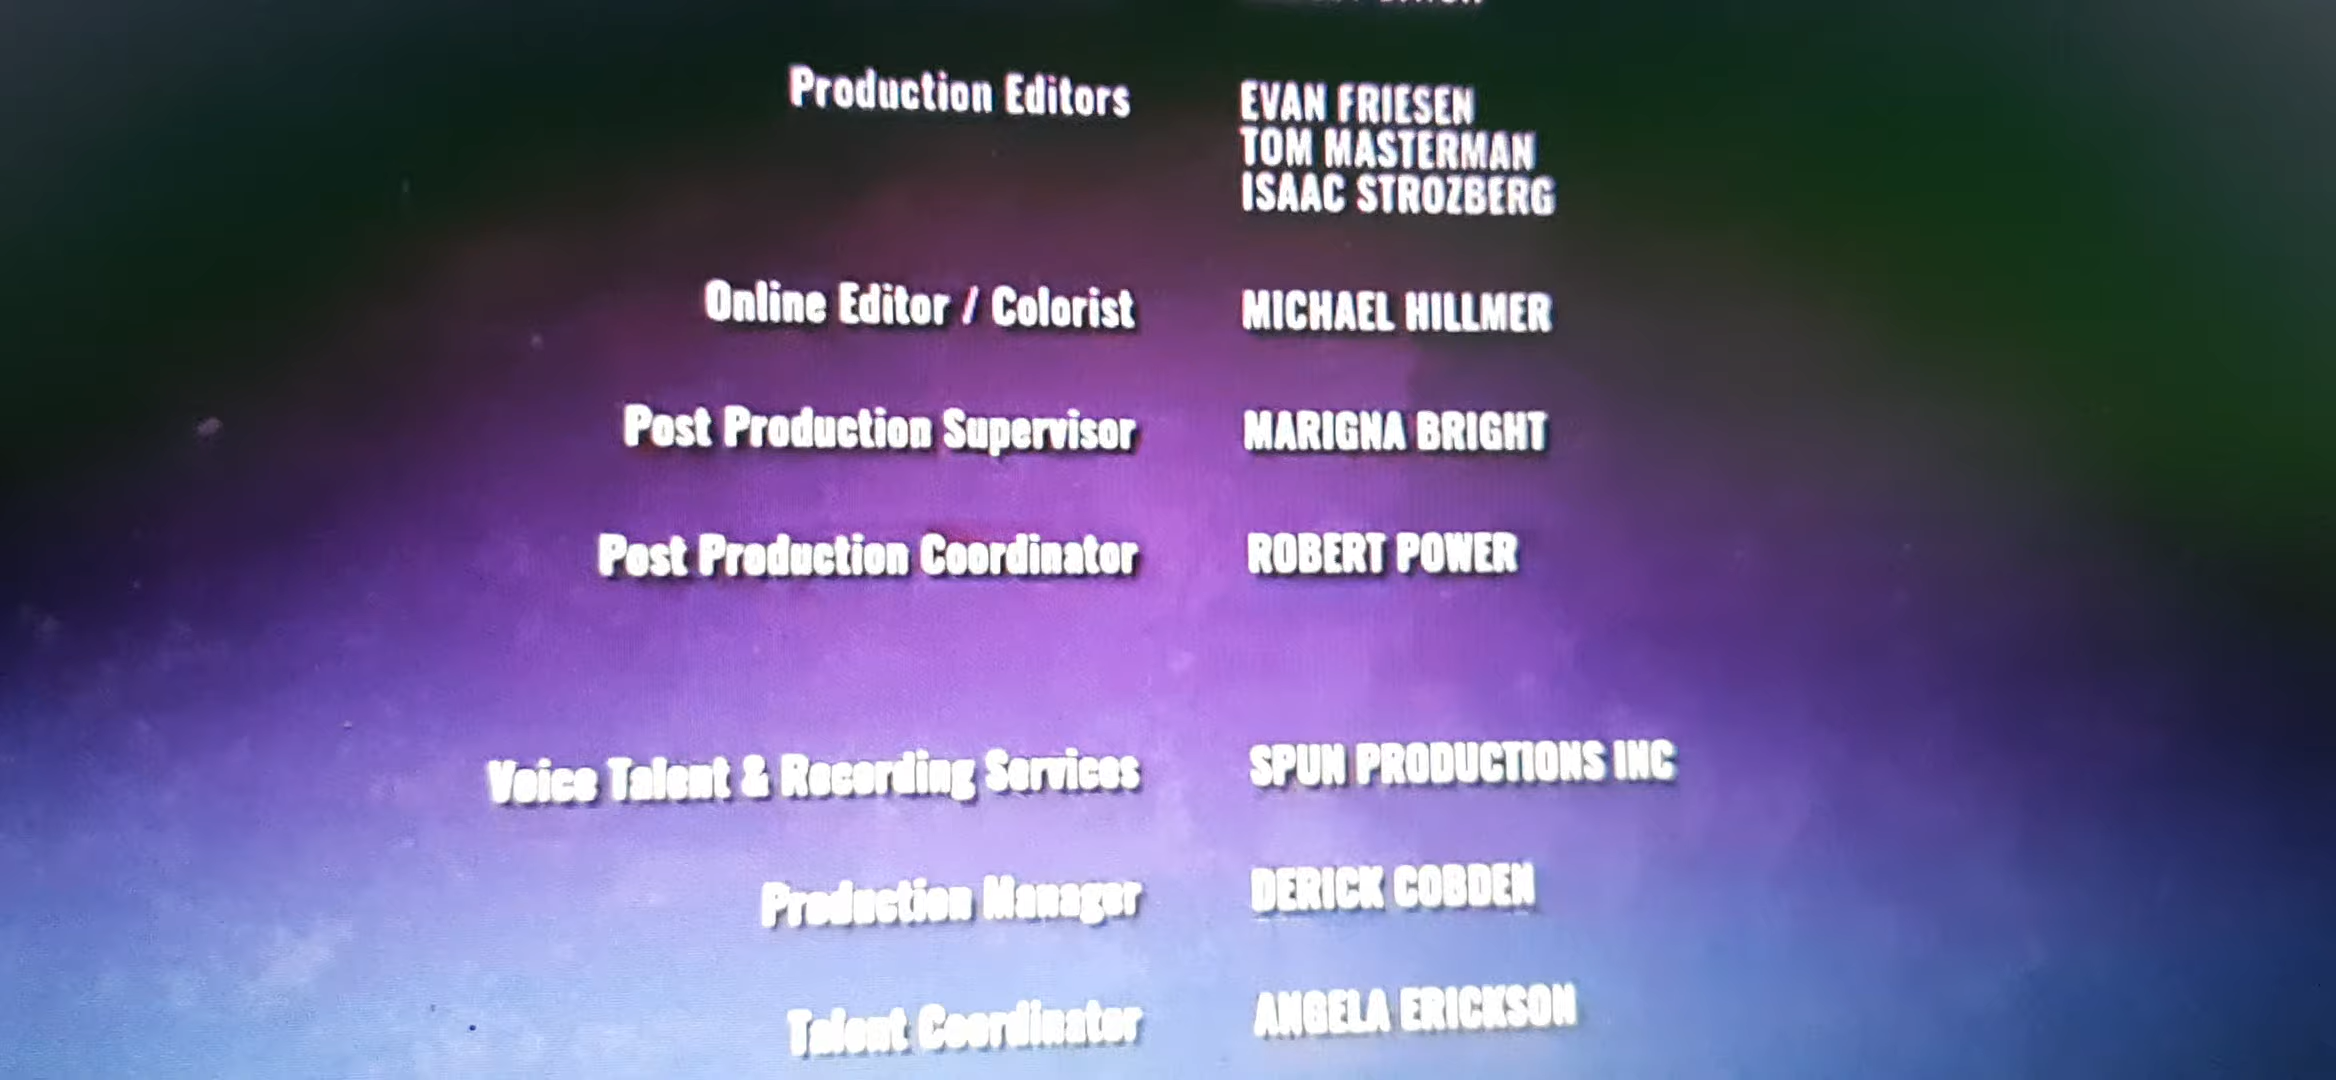 Production Editors EVAN FRIESEN
TOM MASTERMAN
ISAAC STROZBERG
Online Editor / Colorist MICHAEL HILLMER
Post Production Supervisor MARIGNA BRIGHT
Post Production Coordinator ROBERT POWER
Voice Talent & Recording Services SPUN PRODUCTIONS INC
Production Manager DERICK COBDEN
Talent Coordinator ANGELA ERICKSON